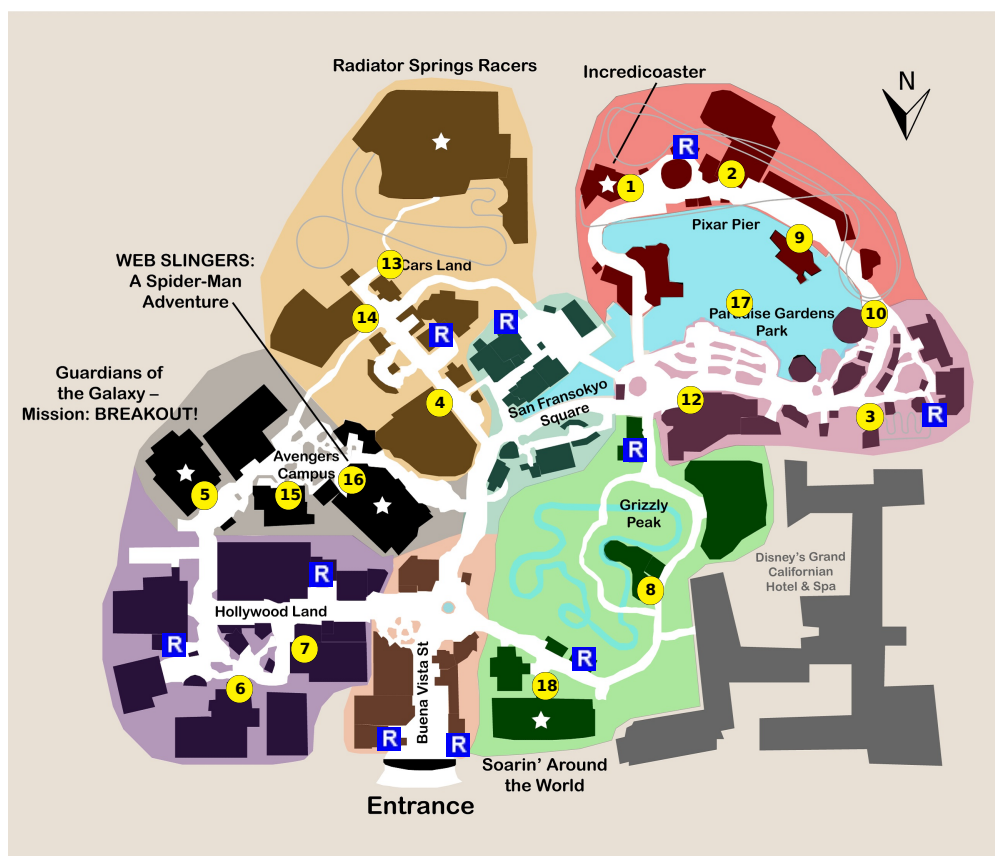 Radiator Springs Racers
Incredicoaster
N
R
2
1
Pixar Pier
9
WEB SLINGERS:
A Spider-Man
Adventure
13
Cars Land
17
Paradise Gardens
Park
10
14
R
R
Guardians of
the Galaxy –
Mission: BREAKOUT!
4
San Fransokyo
Square
12
3
R
R
Avengers
Campus
16
5
15
Grizzly
Peak
Disney's Grand
Californian
Hotel & Spa
R
8
Hollywood Land
R
7
6
Buena Vista St
R
18
R
R
Soarin' Around
the World
Entrance